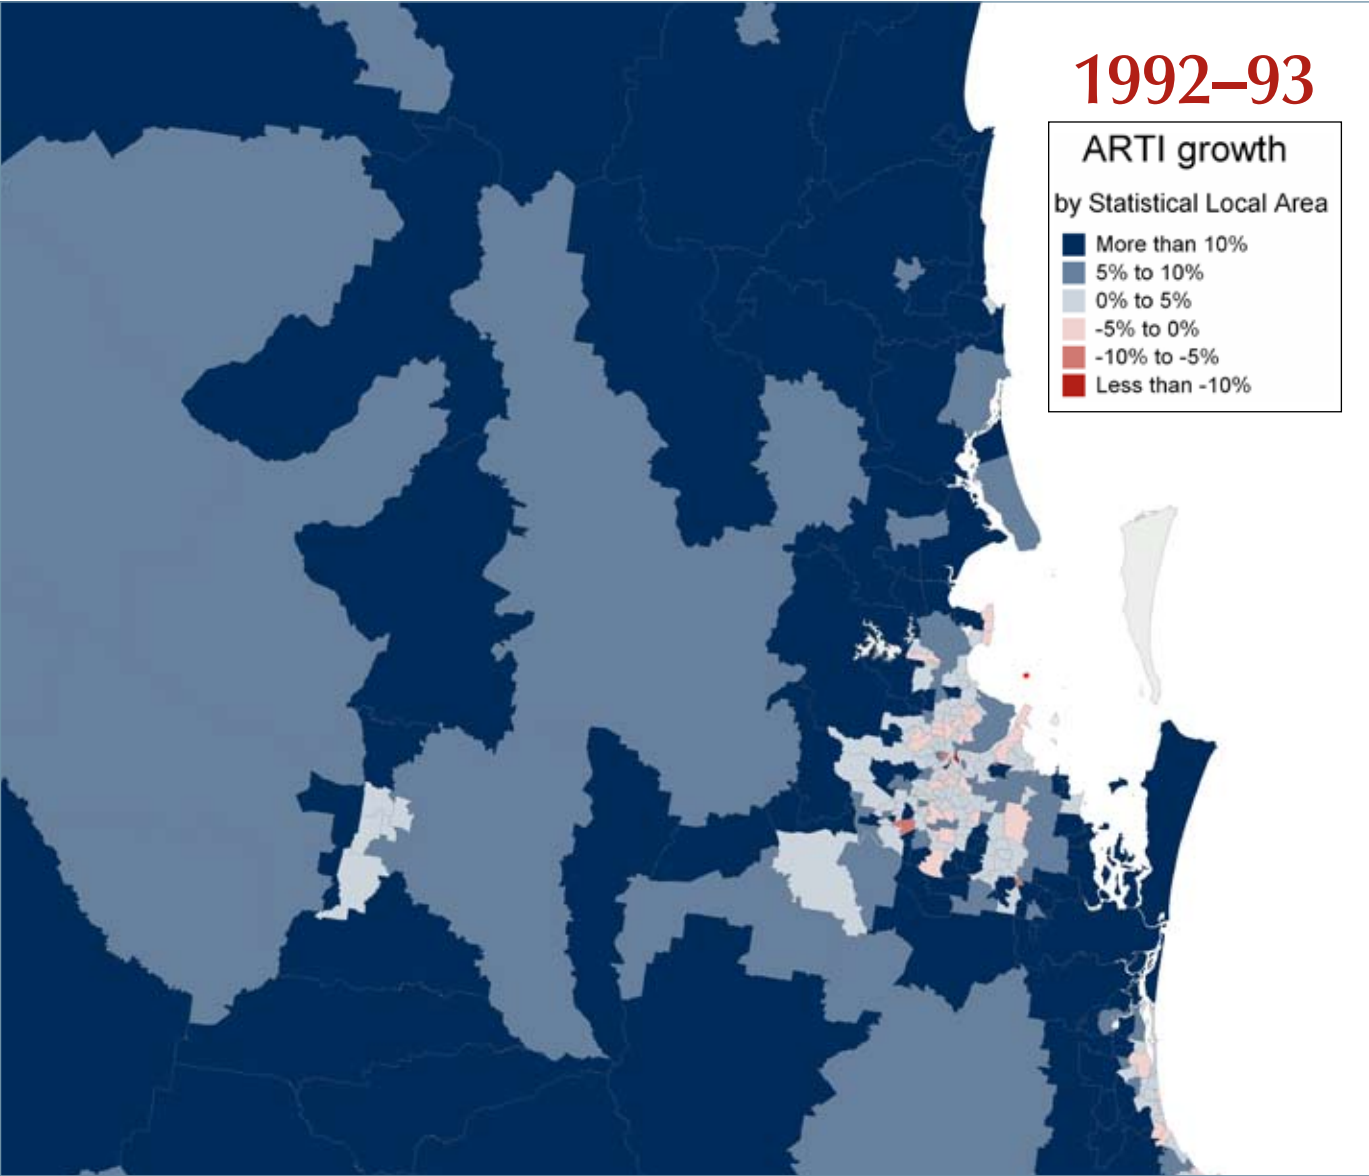 1992–93
ARTI growth
by Statistical Local Area
More than 10%
5% to 10%
0% to 5%
-5% to 0%
-10% to -5%
Less than -10%